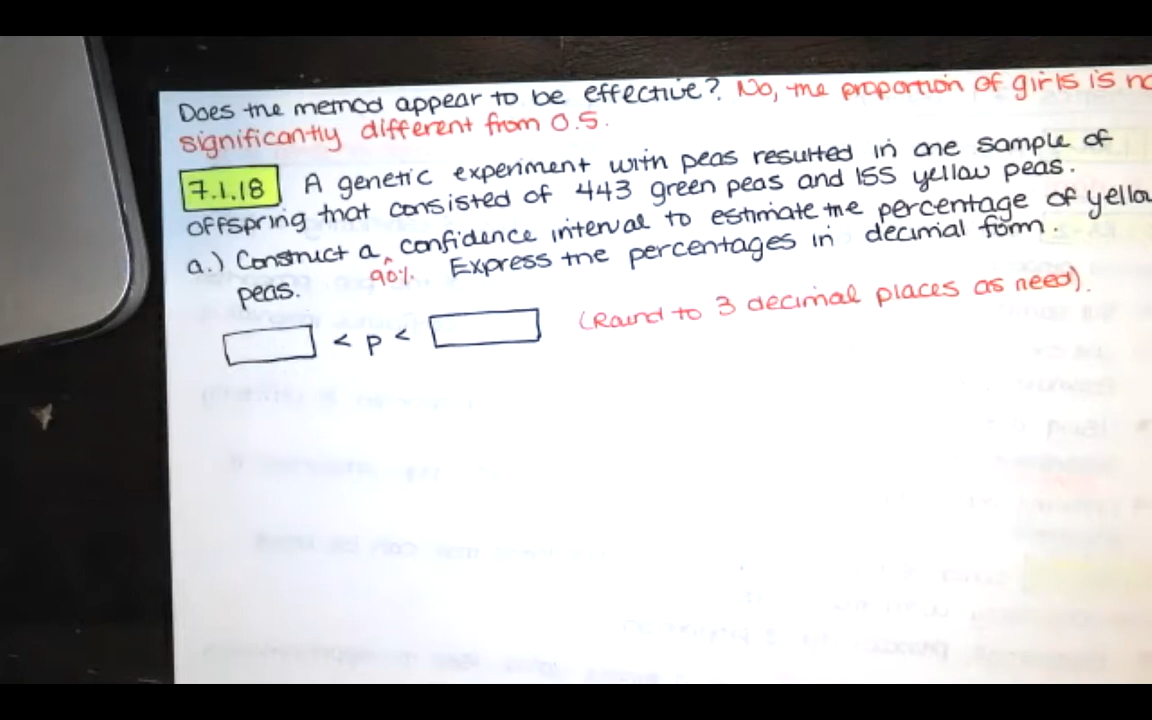 Does the method appear to be effective? No, the proportion of girls is
significantly different from 0.5.
7.1.18 A genetic experiment with peas resulted in one sample of
offspring that consisted of 443 green peas and 155 yellow peas.
a.) Construct a ^ confidence interval to estimate the percentage of
90%
peas. Express the percentages in decimal form.
< p < (Round to 3 decimal places as need).